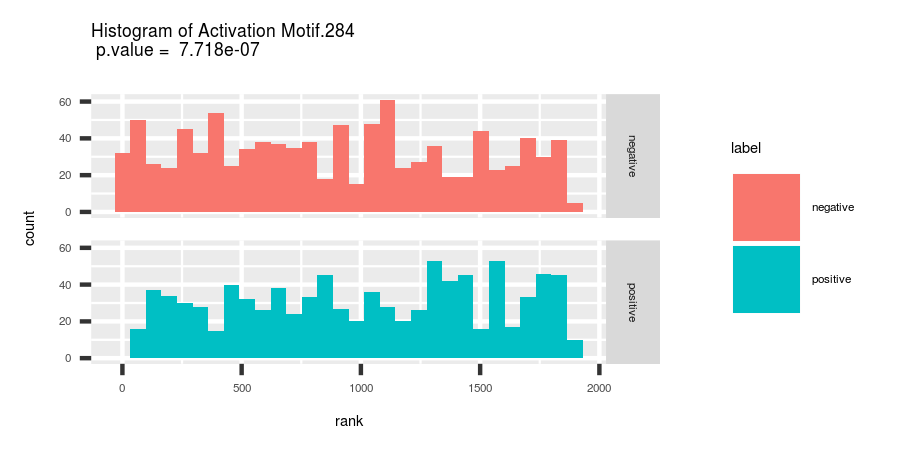 Histogram of Activation Motif.284
p.value = 7.718e-07
60
40
20
0
negative
60
40
20
0
positive
0
500
1000
1500
2000
count
rank
label
negative
positive